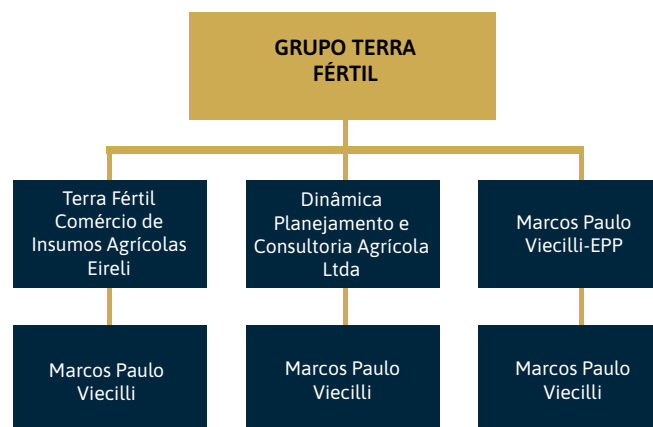 GRUPO TERRA
FÉRTIL
Terra Fértil
Comércio de
Insumos Agrícolas
Eireli
Dinâmica
Planejamento e
Consultoria Agrícola
Ltda
Marcos Paulo
Viecilli-EPP
Marcos Paulo
Viecilli
Marcos Paulo
Viecilli
Marcos Paulo
Viecilli